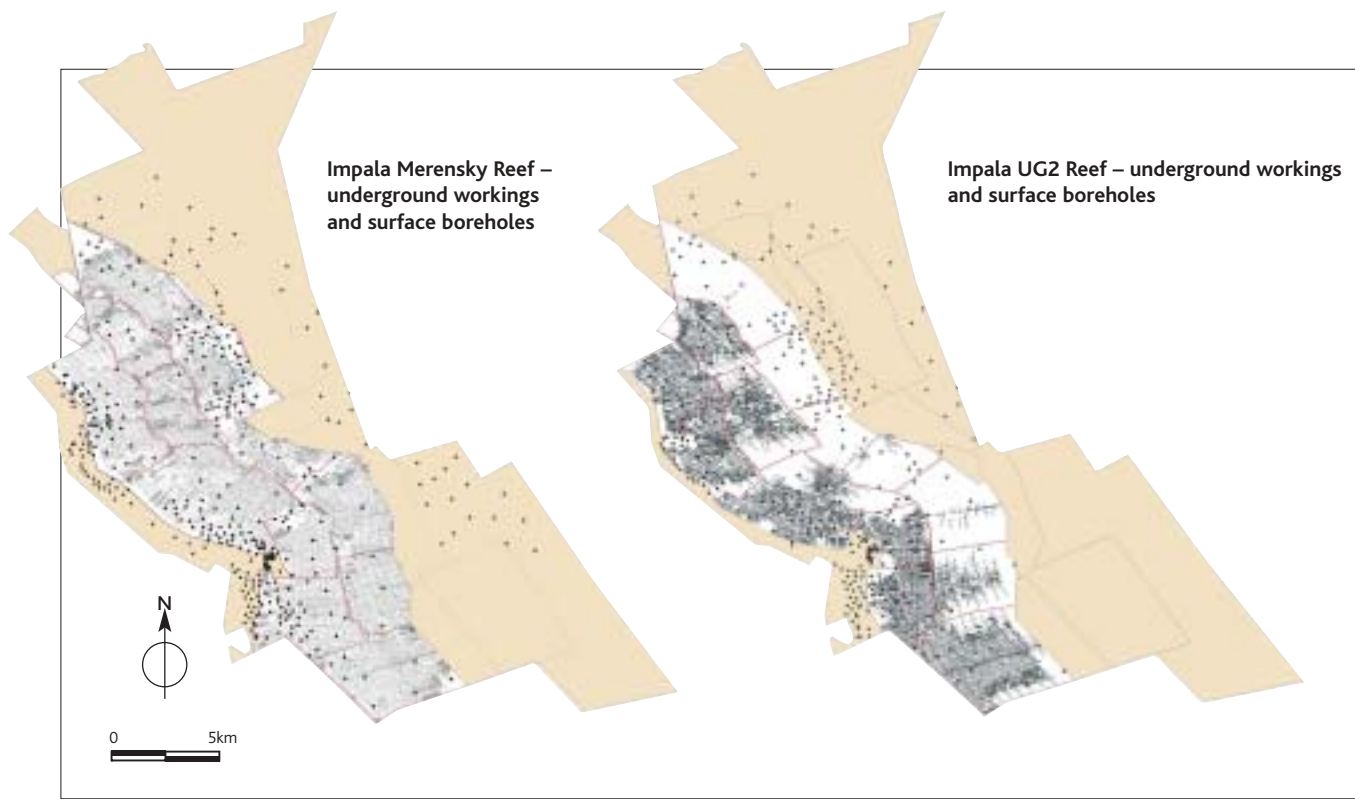 Impala Merensky Reef –
underground workings
and surface boreholes
Impala UG2 Reef – underground workings
and surface boreholes
N
0 5km